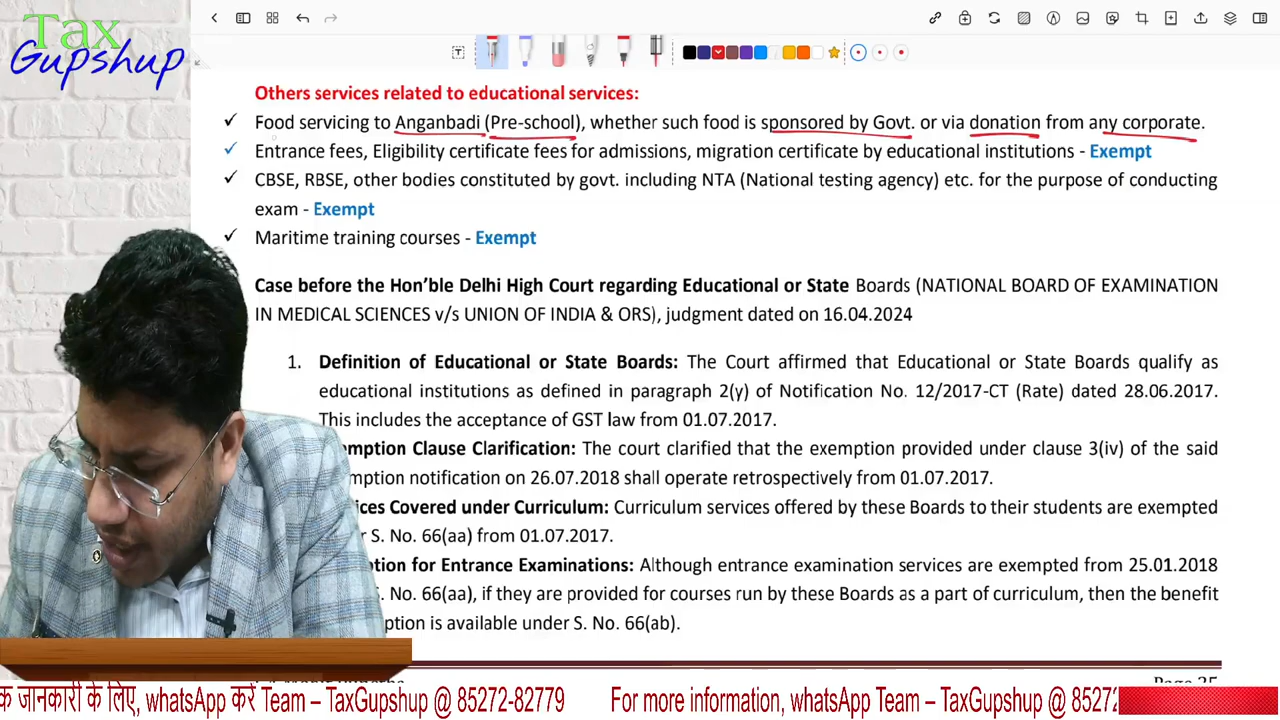 Tax
Gupshup
Others services related to educational services:
✓ Food servicing to Anganbadi (Pre-school), whether such food is sponsored by Govt. or via donation from any corporate.
✓ Entrance fees, Eligibility certificate fees for admissions, migration certificate by educational institutions - Exempt
✓ CBSE, RBSE, other bodies constituted by govt. including NTA (National testing agency) etc. for the purpose of conducting
exam - Exempt
✓ Maritime training courses - Exempt
Case before the Hon'ble Delhi High Court regarding Educational or State Boards (NATIONAL BOARD OF EXAMINATION
IN MEDICAL SCIENCES v/s UNION OF INDIA & ORS), judgment dated on 16.04.2024
1. Definition of Educational or State Boards: The Court affirmed that Educational or State Boards qualify as
educational institutions as defined in paragraph 2(y) of Notification No. 12/2017-CT (Rate) dated 28.06.2017.
This includes the acceptance of GST law from 01.07.2017.
Clause Clarification: The court clarified that the exemption provided under clause 3(iv) of the said
notification on 26.07.2018 shall operate retrospectively from 01.07.2017.
Covered under Curriculum: Curriculum services offered by these Boards to their students are exempted
S. No. 66(aa) from 01.07.2017.
for Entrance Examinations: Although entrance examination services are exempted from 25.01.2018
S. No. 66(aa), if they are provided for courses run by these Boards as a part of curriculum, then the benefit
is available under S. No. 66(ab).
जानकारी के लिए, whatsApp करें Team – TaxGupshup @ 85272-82779 For more information, whatsApp Team – TaxGupshup @